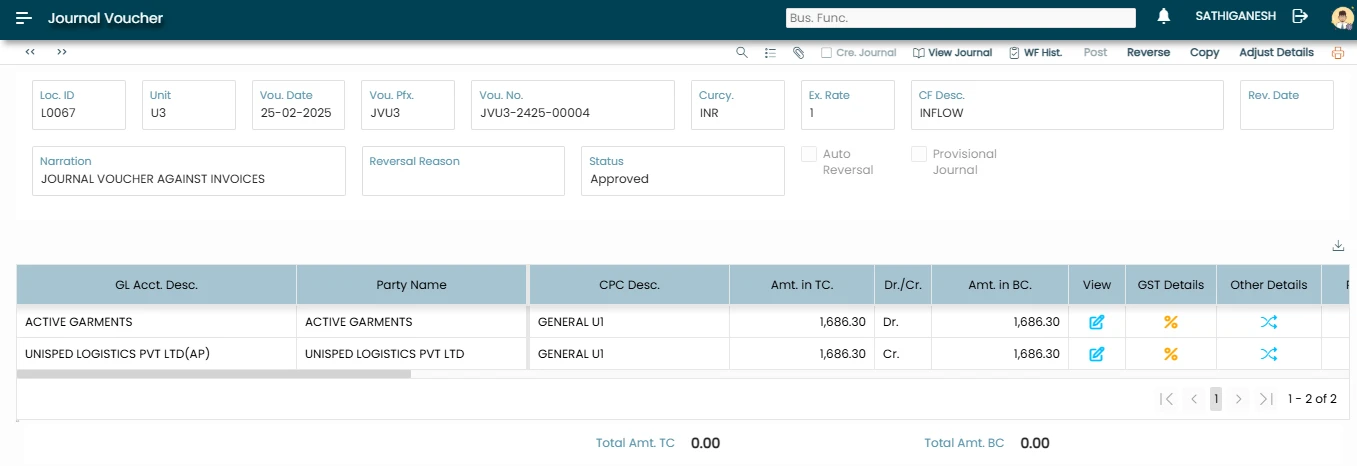 Journal Voucher
Bus. Func.
SATHIGANESH
<< >>
Cre. Journal View Journal WF Hist. Post Reverse Copy Adjust Details
Loc. ID Unit Vou. Date Vou. Pfx. Vou. No. Curcy. Ex. Rate CF Desc. Rev. Date
L0067 U3 25-02-2025 JVU3 JVU3-2425-00004 INR 1 INFLOW
Narration Reversal Reason Status Auto Provisional
JOURNAL VOUCHER AGAINST INVOICES Approved Reversal Journal
GL Acct. Desc. Party Name CPC Desc. Amt. in TC. Dr./Cr. Amt. in BC. View GST Details Other Details
ACTIVE GARMENTS ACTIVE GARMENTS GENERAL U1 1,686.30 Dr. 1,686.30 %
UNISPED LOGISTICS PVT LTD(AP) UNISPED LOGISTICS PVT LTD GENERAL U1 1,686.30 Cr. 1,686.30 %
1 1 - 2 of 2
Total Amt. TC 0.00 Total Amt. BC 0.00